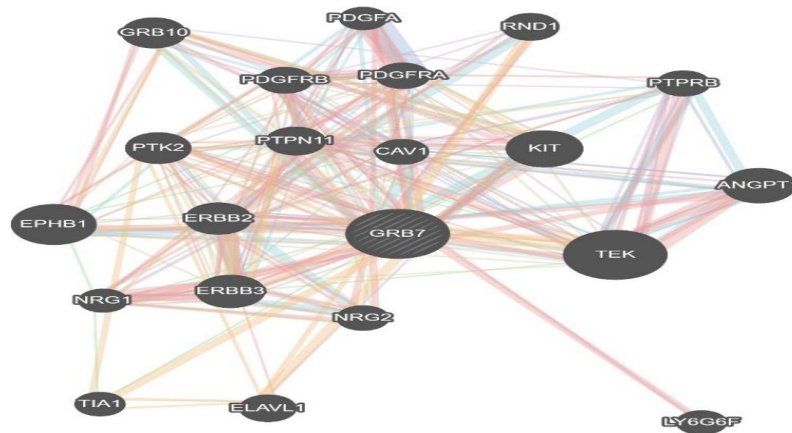 PDGFA
RND1
GRB10
PDGFRB
PDGFRA
PTPRB
PTPN11
PTK2
CAV1
KIT
ANGPT1
EPHB1
ERBB2
GRB7
TEK
NRG1
ERBB3
NRG2
TIA1
ELAVL1
LY6G6F